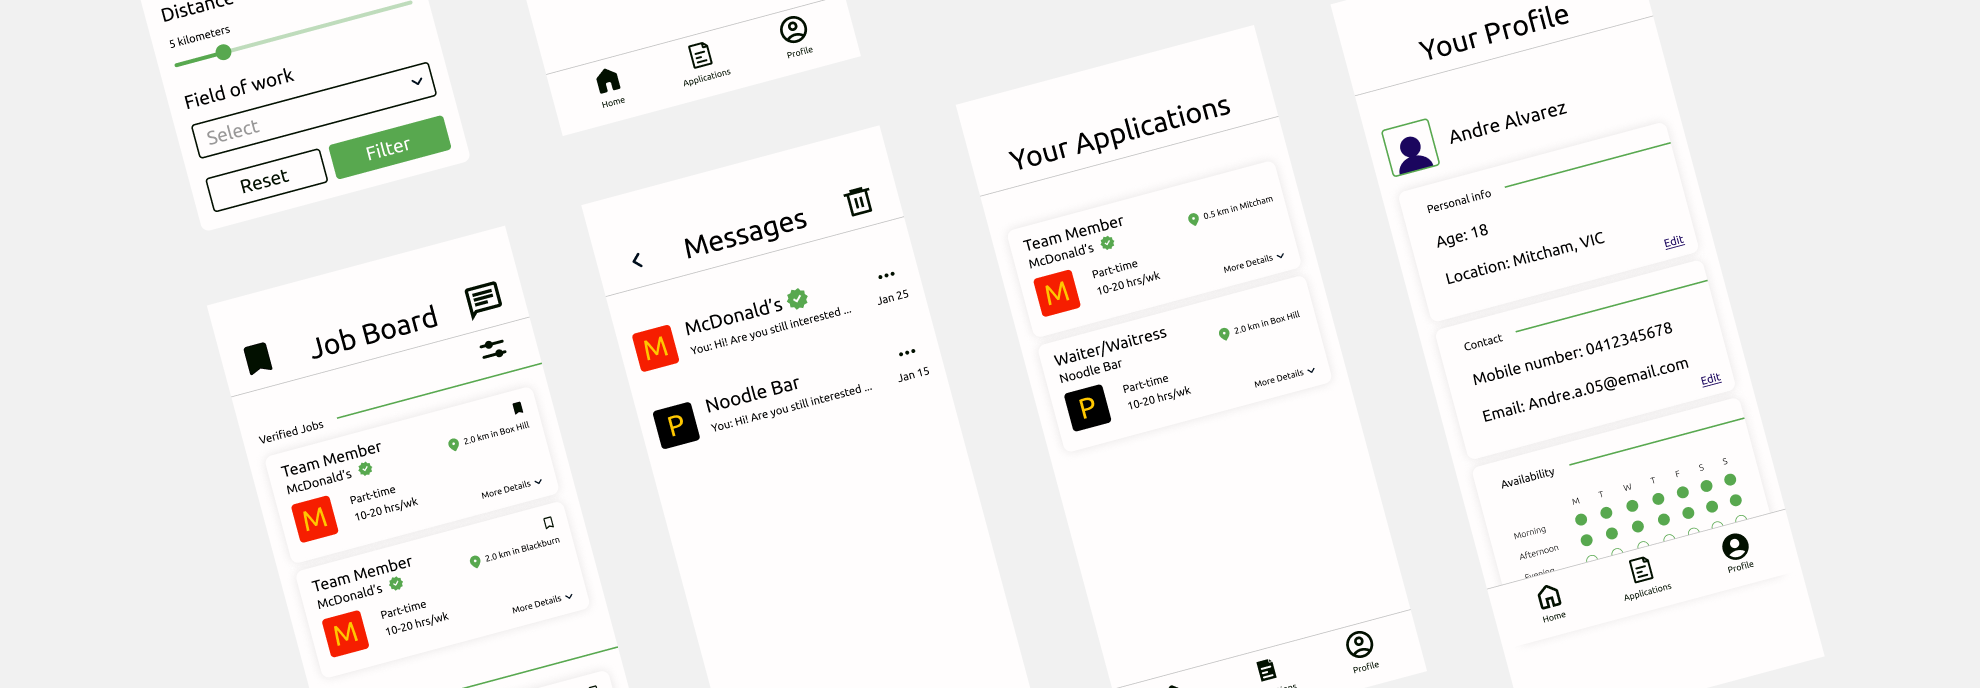 Distance
5 kilometers
Field of work
Select
Reset
Filter
Home
Applications
Profile
Job Board
Verified Jobs
Team Member
McDonald's
2.0 km in Box Hill
M
Part-time
10-20 hrs/wk
More Details
Team Member
McDonald's
2.0 km in Blackburn
M
Part-time
10-20 hrs/wk
More Details
Messages
McDonald's
You: Hi! Are you still interested ...
Jan 25
M
Noodle Bar
You: Hi! Are you still interested ...
Jan 15
P
Your Applications
Team Member
McDonald's
0.5 km in Mitcham
M
Part-time
10-20 hrs/wk
More Details
Waiter/Waitress
Noodle Bar
2.0 km in Box Hill
P
Part-time
10-20 hrs/wk
More Details
Profile
Your Profile
Andre Alvarez
Personal info
Age: 18
Location: Mitcham, VIC
Edit
Contact
Mobile number: 0412345678
Email: Andre.a.05@email.com
Edit
Availability
M T W T F S S
Morning
Afternoon
Evening
Home
Applications
Profile